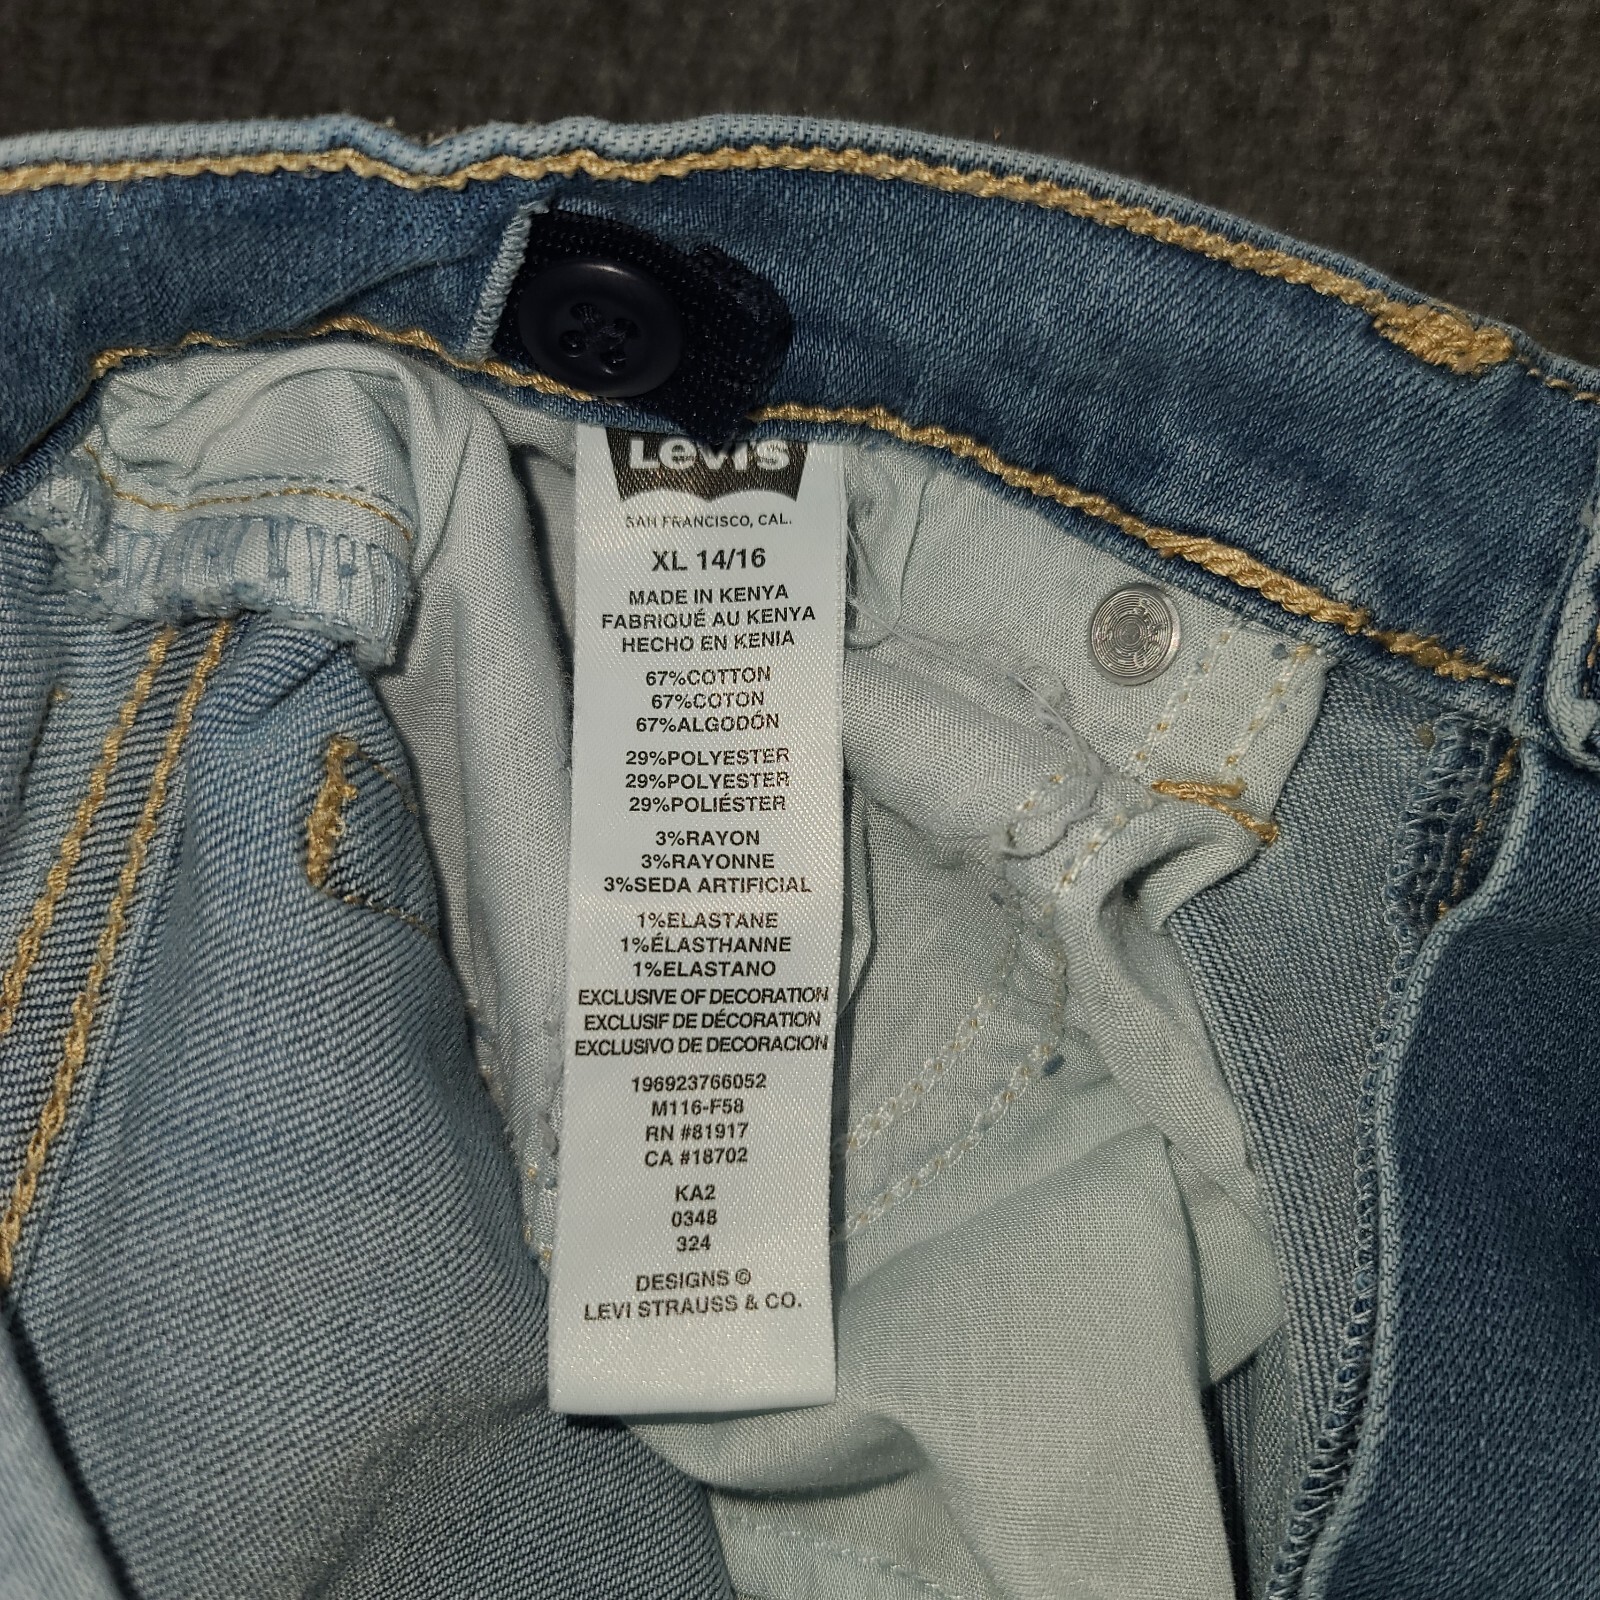 Levi's
SAN FRANCISCO, CAL.
XL 14/16
MADE IN KENYA
FABRIQUÉ AU KENYA
HECHO EN KENIA
67%COTTON
67%COTON
67%ALGODÓN
29%POLYESTER
29%POLYESTER
29%POLIÉSTER
3%RAYON
3%RAYONNE
3%SEDA ARTIFICIAL
1%ELASTANE
1%ÉLASTHANNE
1%ELASTANO
EXCLUSIVE OF DECORATION
EXCLUSIF DE DÉCORATION
EXCLUSIVO DE DECORACION
196923766052
M116-F58
RN #81917
CA #18702
KA2
0348
324
DESIGNS ©
LEVI STRAUSS & CO.